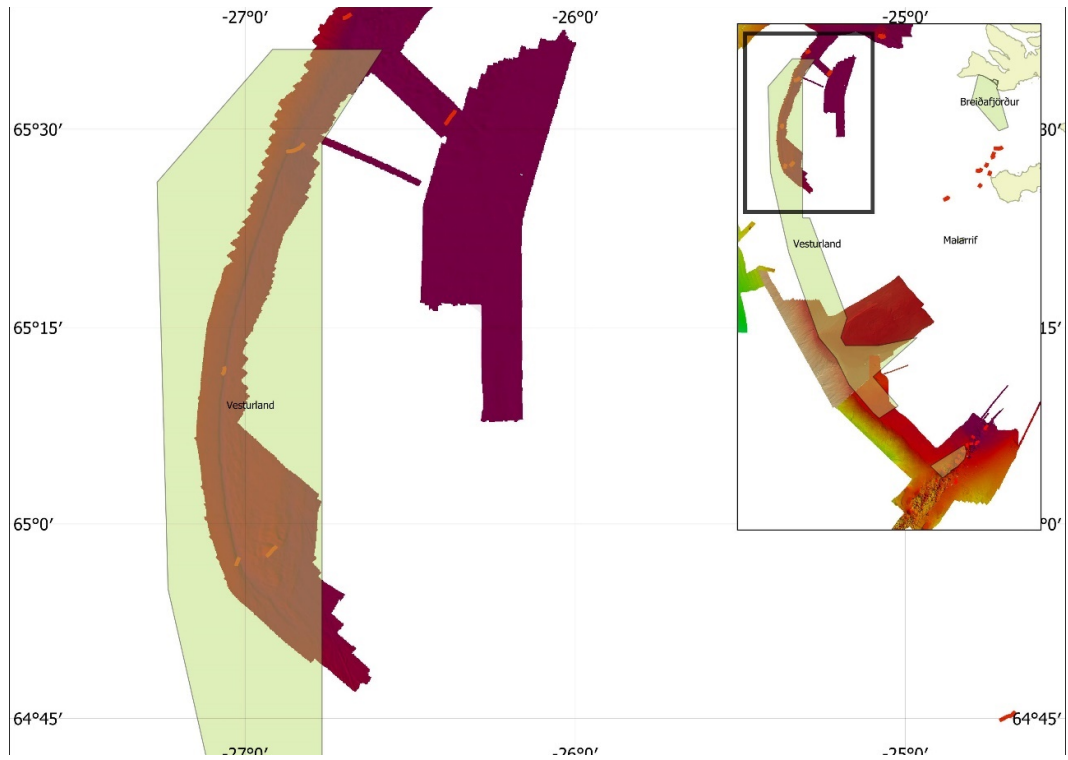 -27°0′ -26°0′ -25°0′
Breiðafjörður
65°30′ 30′
Vesturland
Malarrif
65°15′ 15′
Vesturland
65°0′ °0′
64°45′ 64°45′
-27°0′ -26°0′ -25°0′